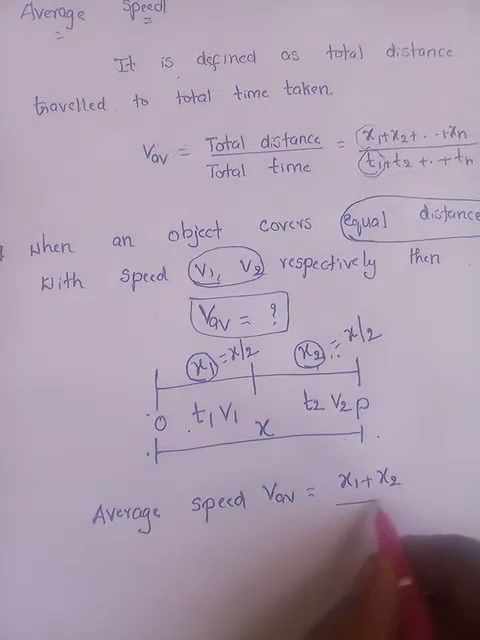 Average Speed
It is defined as total distance
travelled to total time taken.
Vav = Total distance / Total time = x1+x2+..+xn / t1+t2+..+tn
* When an object covers equal distance
with speed V1, V2 respectively then
Vav = ?
x1 = x/2 x2 = x/2
O t1 V1 t2 V2 P
x
Average speed Vav = x1+x2